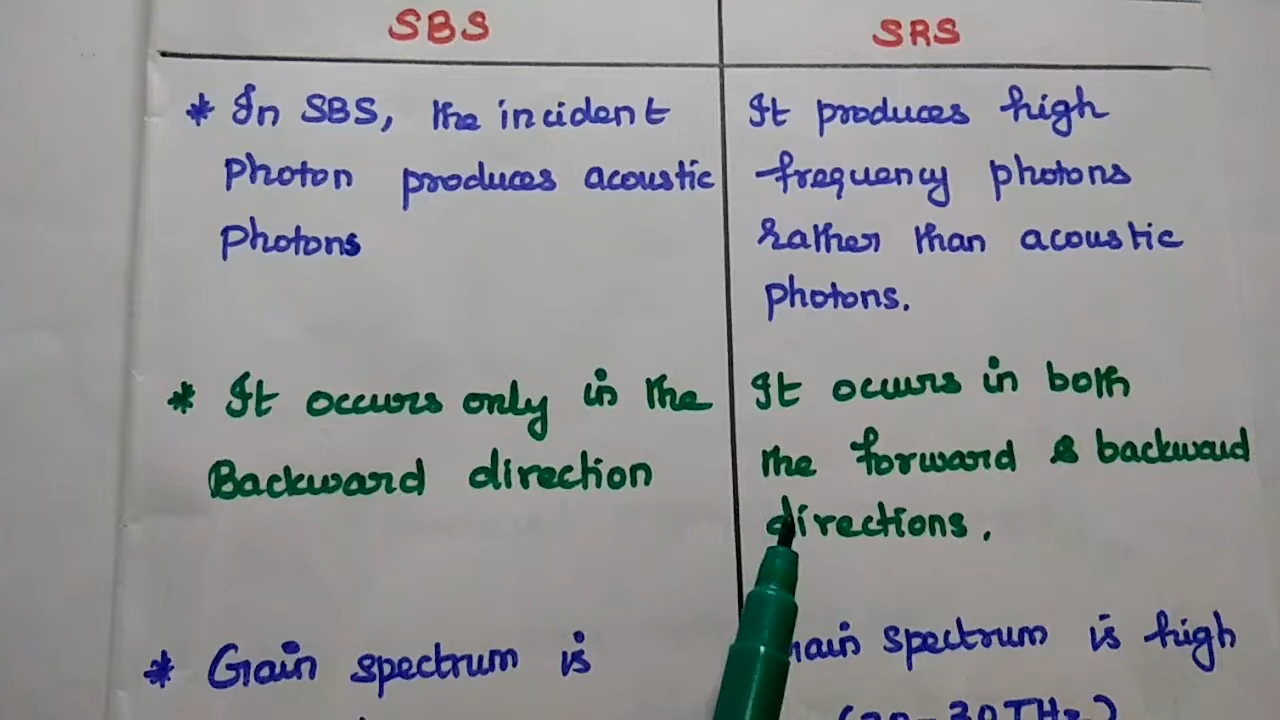 SBS
* In SBS, the incident
photon produces acoustic
photons
* It occurs only in the
Backward direction
* Gain spectrum is
SRS
It produces high
frequency photons
rather than acoustic
photons.
It occurs in both
the forward & backward
directions.
spectrum is high